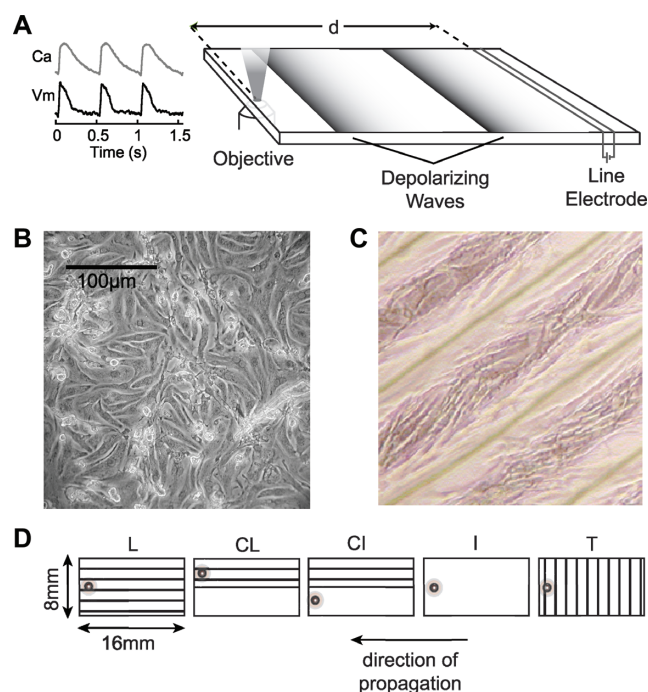 A
d
Ca
Vm
0 0.5 1.0 1.5
Time (s)
Objective
Depolarizing
Waves
Line
Electrode
B
100µm
C
D
L CL CI I T
8mm
16mm
direction of
propagation